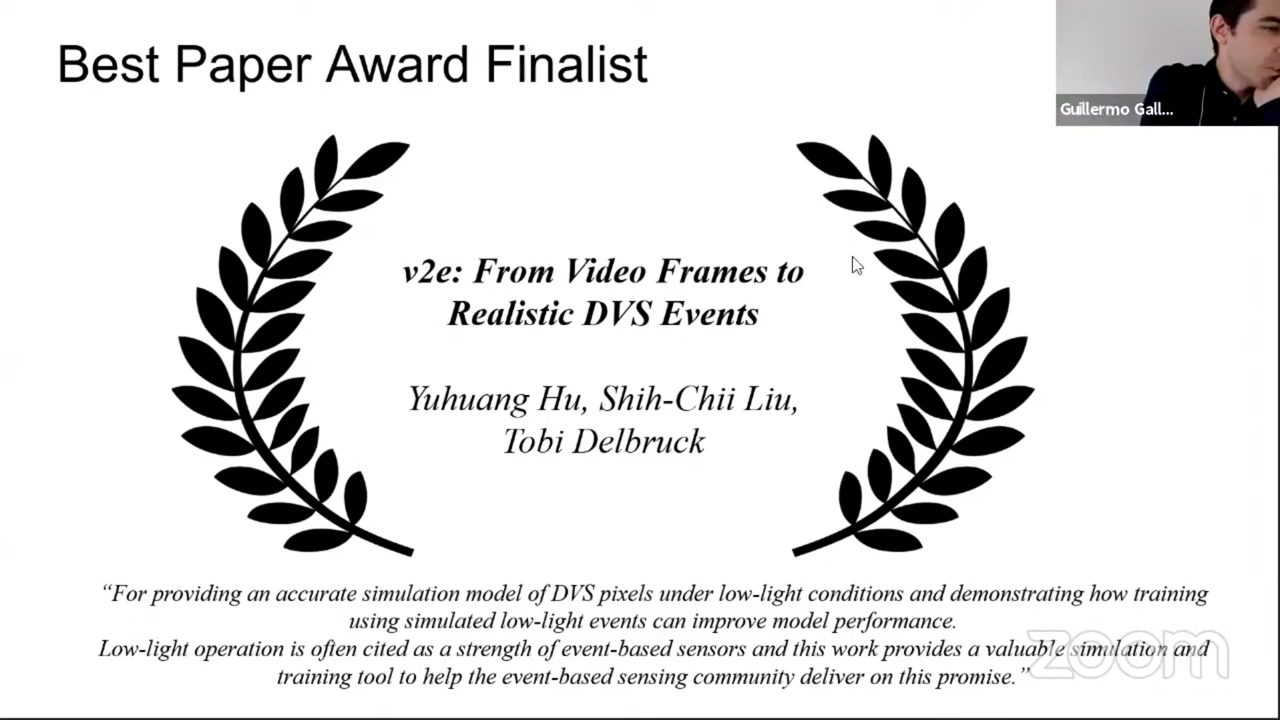 Best Paper Award Finalist
Guillermo Gall...
v2e: From Video Frames to
Realistic DVS Events
Yuhuang Hu, Shih-Chii Liu,
Tobi Delbruck
“For providing an accurate simulation model of DVS pixels under low-light conditions and demonstrating how training
using simulated low-light events can improve model performance.
Low-light operation is often cited as a strength of event-based sensors and this work provides a valuable simulation and
training tool to help the event-based sensing community deliver on this promise.”
zoom